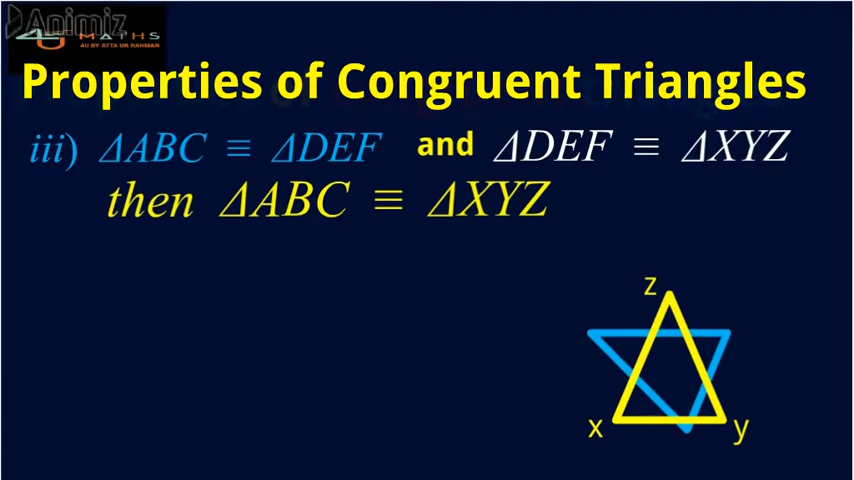 Animiz
4U MATHS
4U BY ATTA UR RAHMAN
Properties of Congruent Triangles
iii) ΔABC ≡ ΔDEF and ΔDEF ≡ ΔXYZ
then ΔABC ≡ ΔXYZ
z
x y